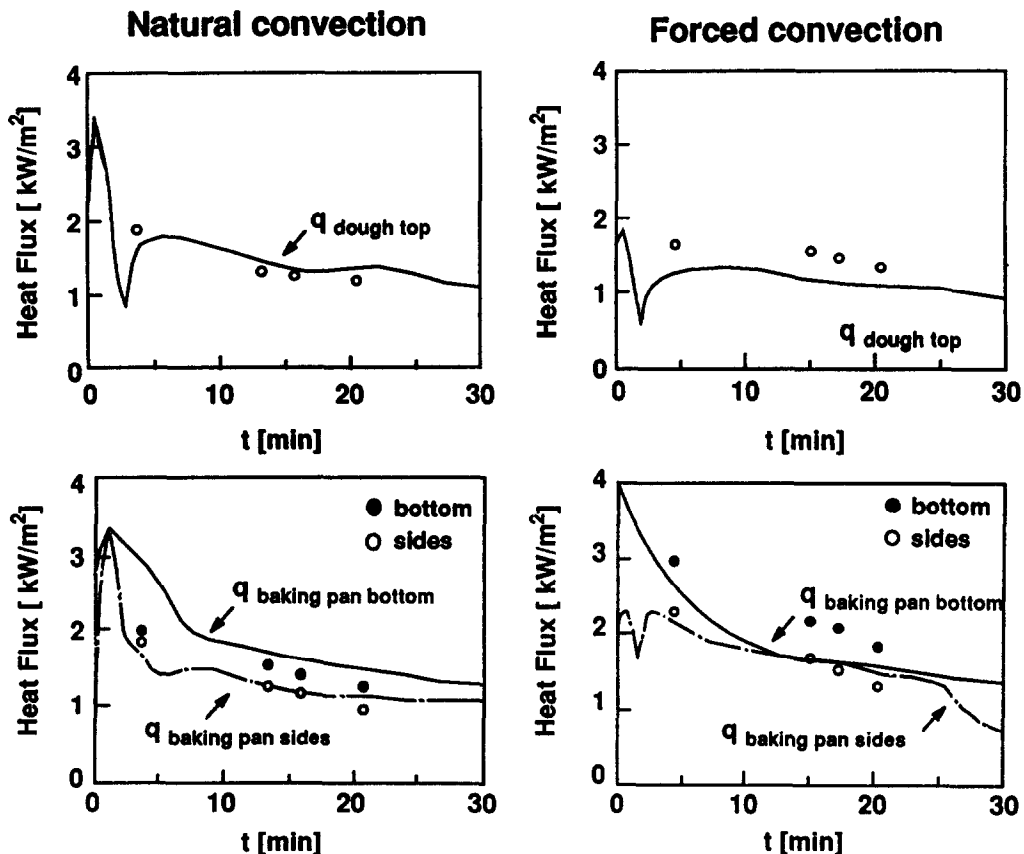 Natural convection
Forced convection
Heat Flux [ kW/m²]
4
3
2
1
0
q dough top
0
10
20
30
t [min]
Heat Flux [ kW/m²]
4
3
2
1
0
q dough top
0
10
20
30
t [min]
Heat Flux [ kW/m²]
4
3
2
1
0
bottom
sides
q baking pan bottom
q baking pan sides
0
10
20
30
t [min]
Heat Flux [ kW/m²]
4
3
2
1
0
bottom
sides
q baking pan bottom
q baking pan sides
0
10
20
30
t [min]